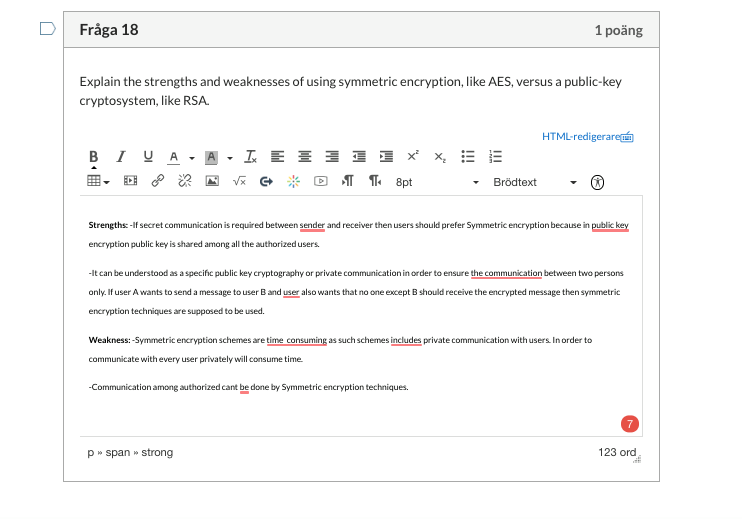 Fråga 18
1 poäng
Explain the strengths and weaknesses of using symmetric encryption, like AES, versus a public-key
cryptosystem, like RSA.
HTML-redigerare
8pt
Brödtext
Strengths: -If secret communication is required between sender and receiver then users should prefer Symmetric encryption because in public key
encryption public key is shared among all the authorized users.
-It can be understood as a specific public key cryptography or private communication in order to ensure the communication between two persons
only. If user A wants to send a message to user B and user also wants that no one except B should receive the encrypted message then symmetric
encryption techniques are supposed to be used.
Weakness: -Symmetric encryption schemes are time consuming as such schemes includes private communication with users. In order to
communicate with every user privately will consume time.
-Communication among authorized cant be done by Symmetric encryption techniques.
7
p » span » strong
123 ord